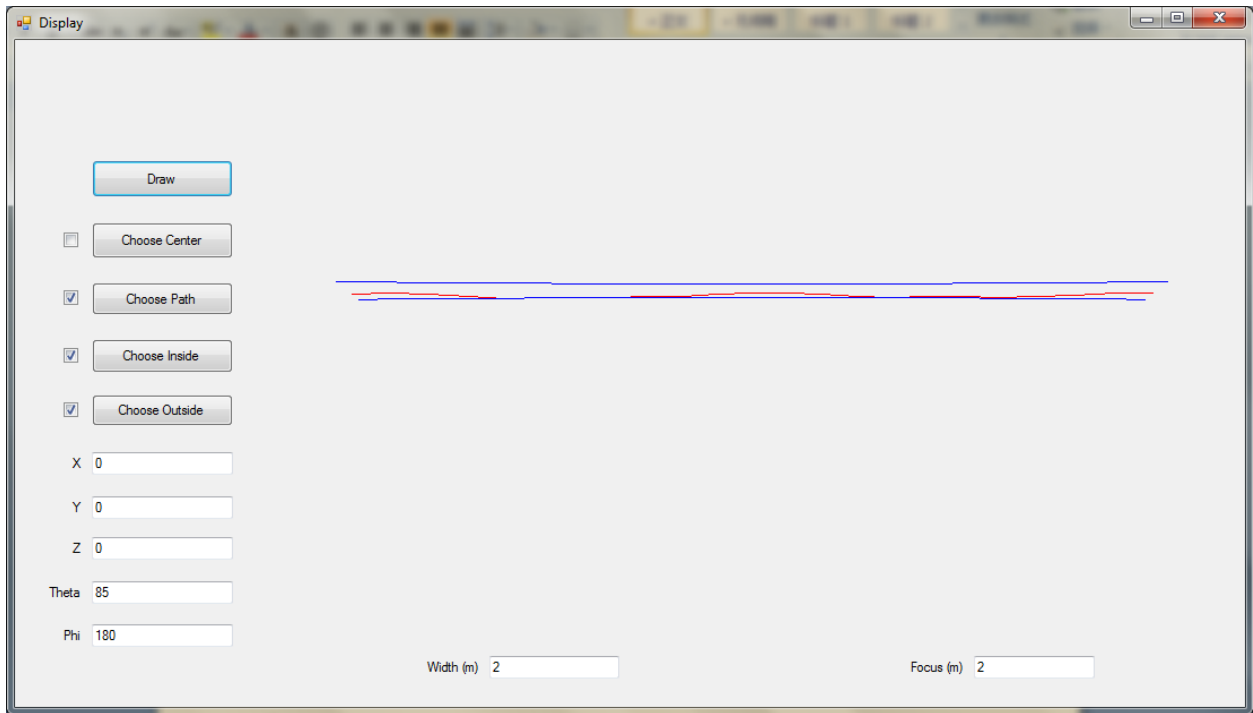 Display
Draw
Choose Center
Choose Path
Choose Inside
Choose Outside
X 0
Y 0
Z 0
Theta 85
Phi 180
Width (m) 2
Focus (m) 2